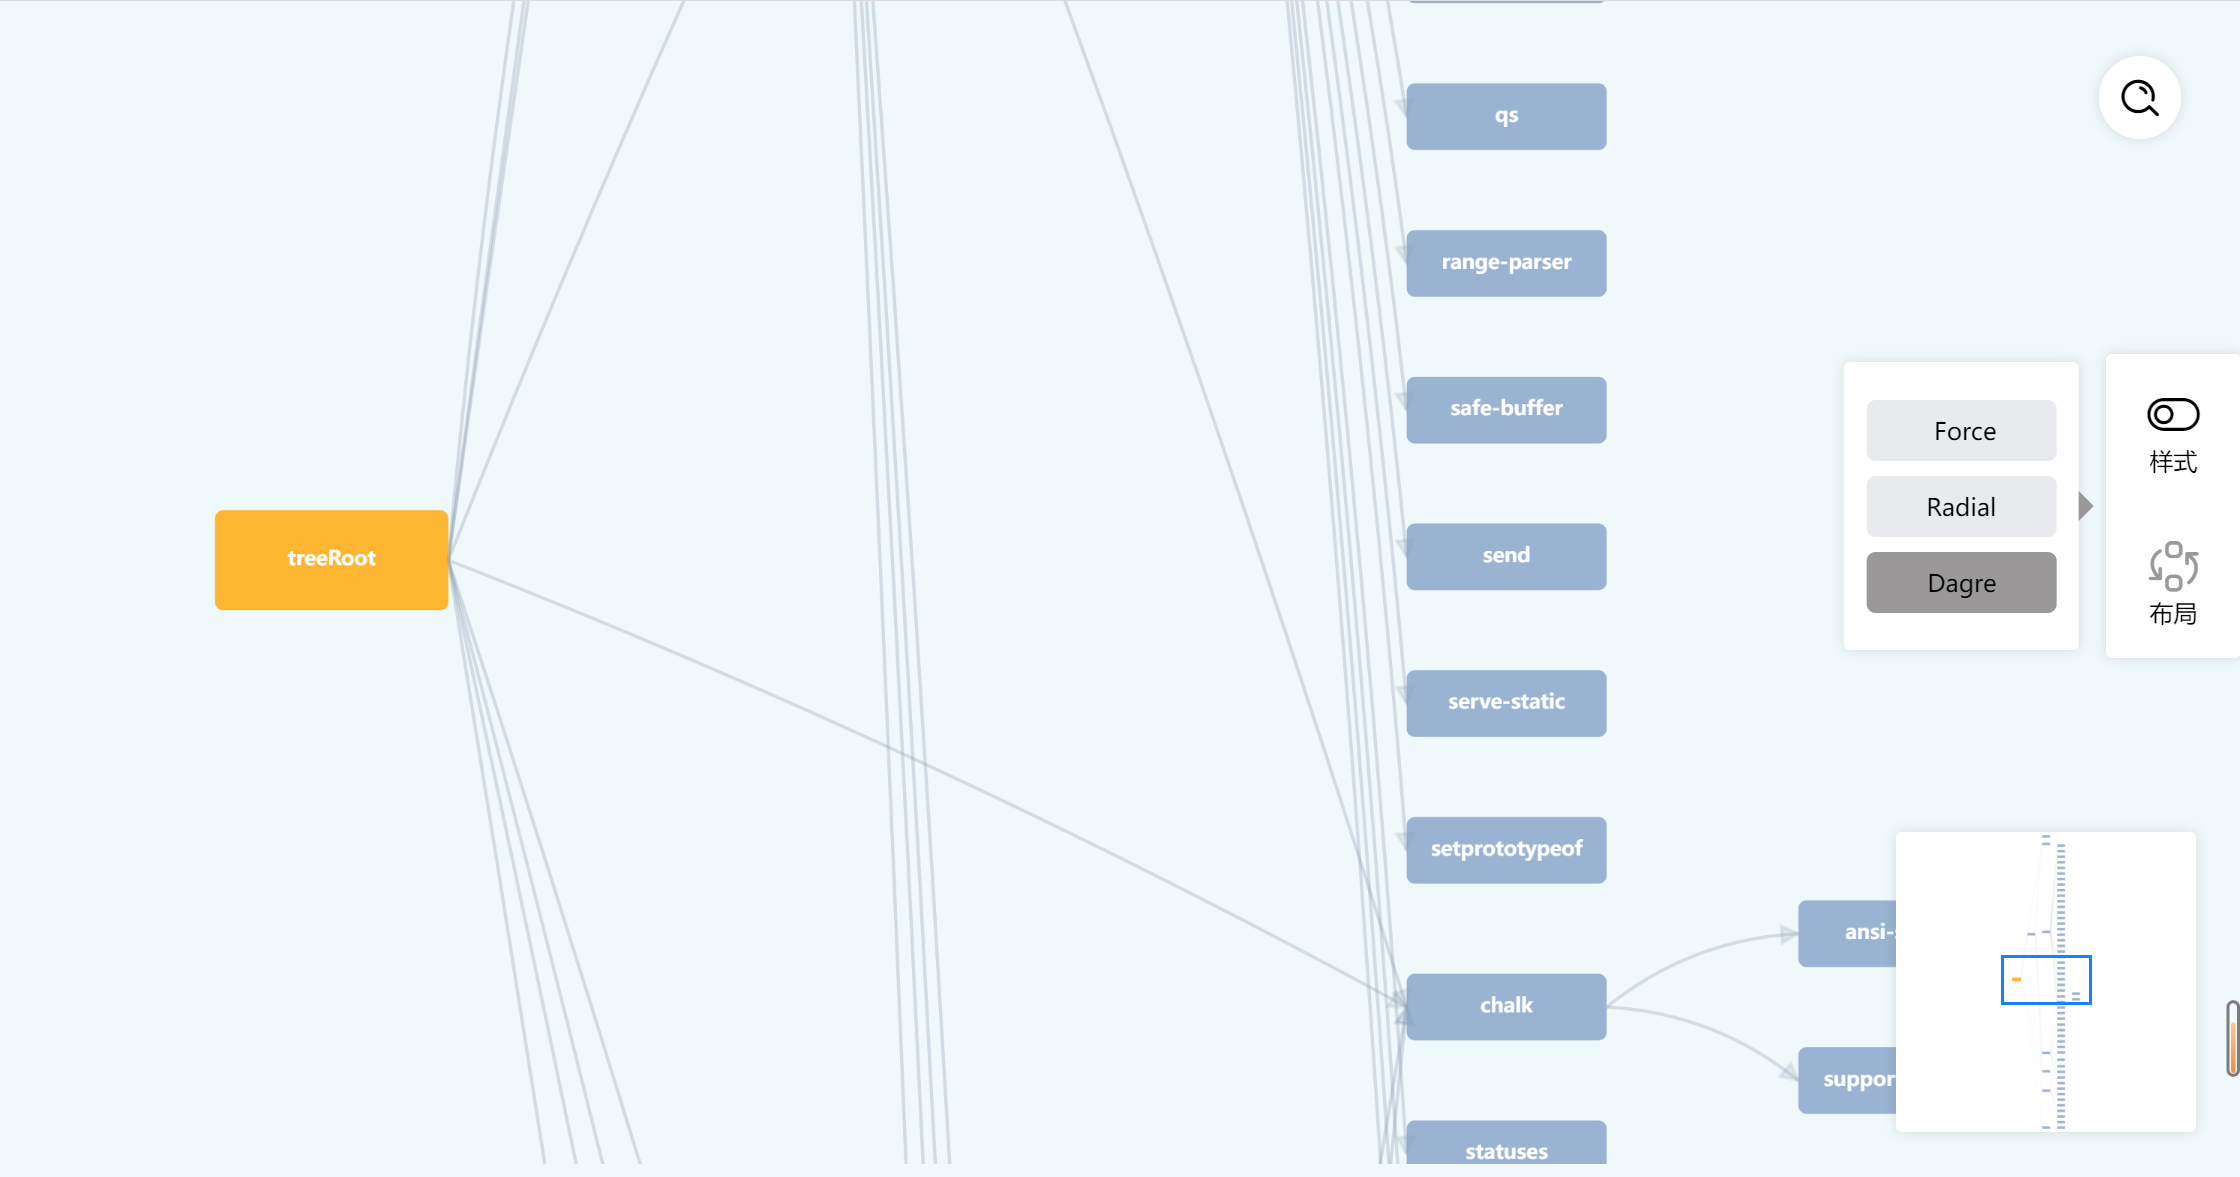 qs
range-parser
safe-buffer
treeRoot
send
serve-static
setprototypeof
chalk
statuses
ansi-
suppor
Force
Radial
Dagre
样式
布局